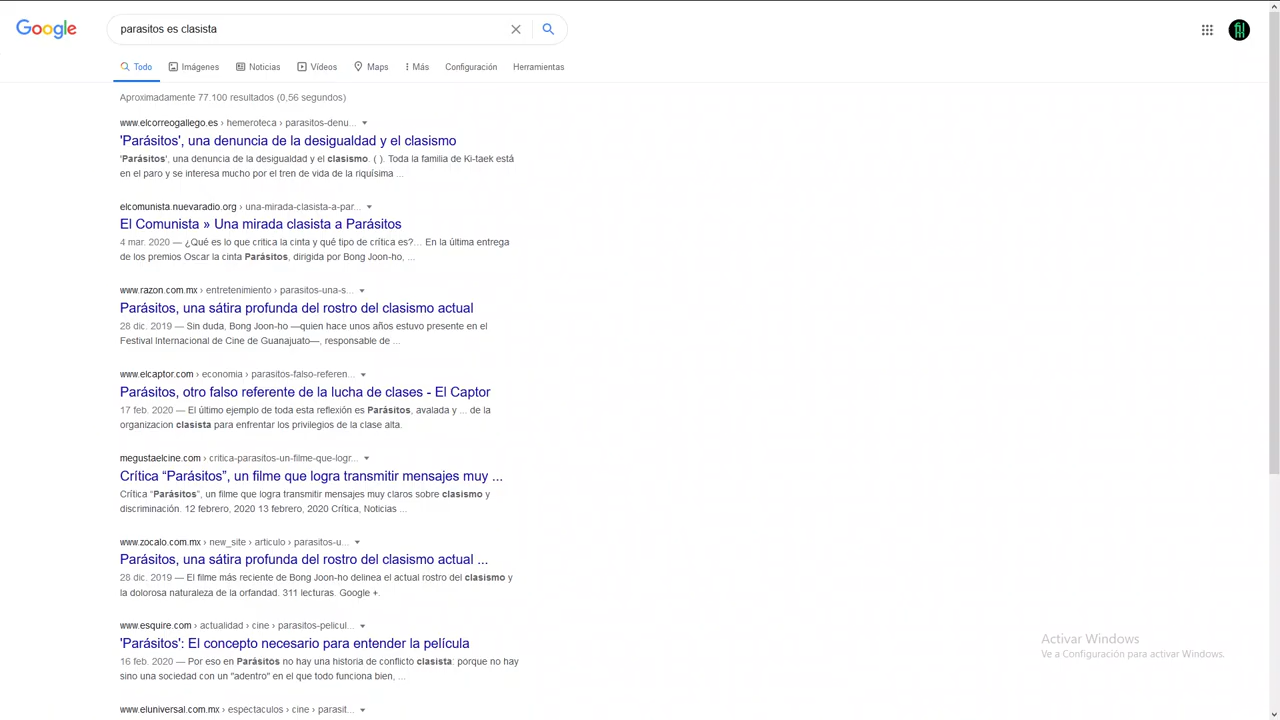 Google
parasitos es clasista
Todo
Imágenes
Noticias
Vídeos
Maps
Más
Configuración
Herramientas
Aproximadamente 77.100 resultados (0,56 segundos)
www.elcorreogallego.es › hemeroteca › parasitos-denu...
'Parásitos', una denuncia de la desigualdad y el clasismo
'Parásitos', una denuncia de la desigualdad y el clasismo. ( ). Toda la familia de Ki-taek está
en el paro y se interesa mucho por el tren de vida de la riquísima ...
elcomunista.nuevaradio.org › una-mirada-clasista-a-par...
El Comunista » Una mirada clasista a Parásitos
4 mar. 2020 — ¿Qué es lo que critica la cinta y qué tipo de crítica es?... En la última entrega
de los premios Oscar la cinta Parásitos, dirigida por Bong Joon-ho, ...
www.razon.com.mx › entretenimiento › parasitos-una-s...
Parásitos, una sátira profunda del rostro del clasismo actual
28 dic. 2019 — Sin duda, Bong Joon-ho —quien hace unos años estuvo presente en el
Festival Internacional de Cine de Guanajuato—, responsable de ...
www.elcaptor.com › economia › parasitos-falso-referen...
Parásitos, otro falso referente de la lucha de clases - El Captor
17 feb. 2020 — El último ejemplo de toda esta reflexión es Parásitos, avalada y ... de la
organizacion clasista para enfrentar los privilegios de la clase alta.
megustaelcine.com › critica-parasitos-un-filme-que-logr...
Crítica “Parásitos”, un filme que logra transmitir mensajes muy ...
Crítica “Parásitos”, un filme que logra transmitir mensajes muy claros sobre clasismo y
discriminación. 12 febrero, 2020 13 febrero, 2020 Crítica, Noticias ...
www.zocalo.com.mx › new_site › articulo › parasitos-u...
Parásitos, una sátira profunda del rostro del clasismo actual ...
28 dic. 2019 — El filme más reciente de Bong Joon-ho delinea el actual rostro del clasismo y
la dolorosa naturaleza de la orfandad. 311 lecturas. Google +.
www.esquire.com › actualidad › cine › parasitos-pelicul...
'Parásitos': El concepto necesario para entender la película
16 feb. 2020 — Por eso en Parásitos no hay una historia de conflicto clasista: porque no hay
sino una sociedad con un "adentro" en el que todo funciona bien, ...
Activar Windows
Ve a Configuración para activar Windows.
www.eluniversal.com.mx › espectaculos › cine › parasit...